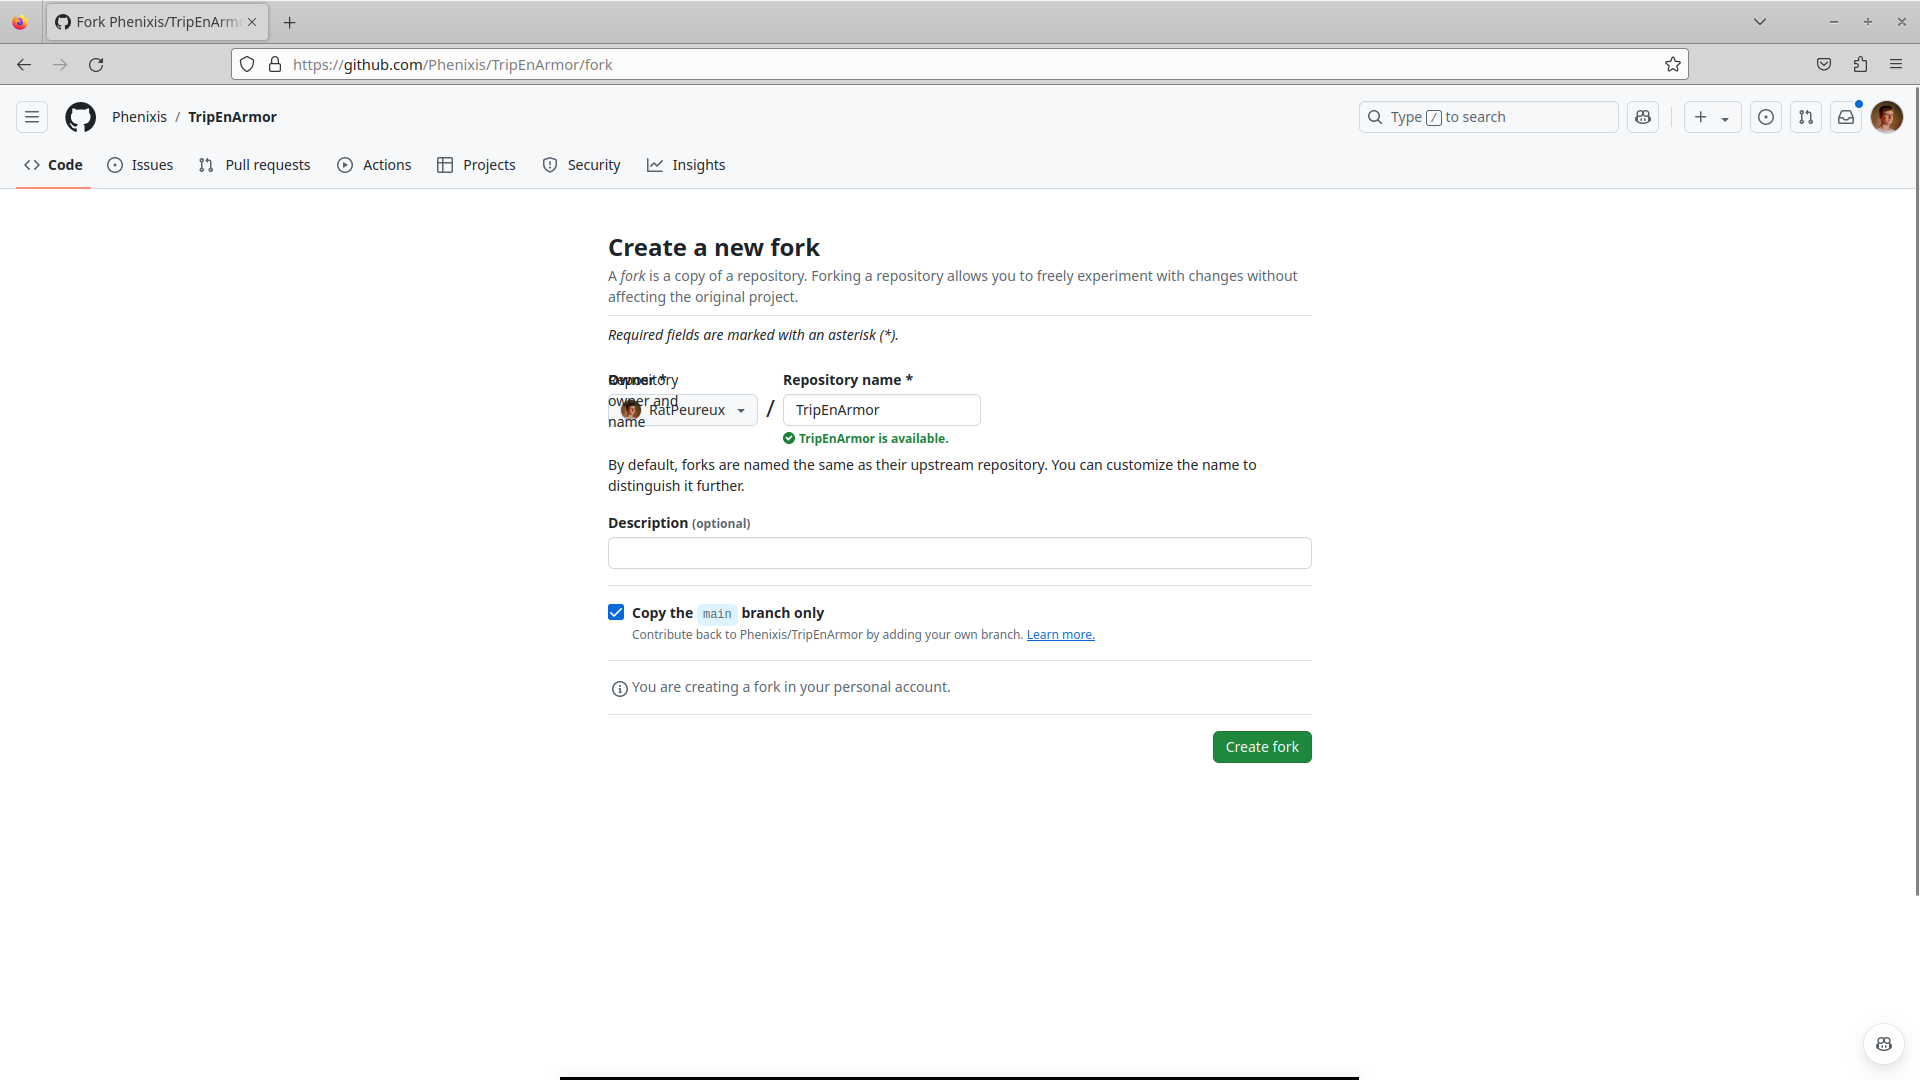 Fork Phenixis/TripEnArmo
https://github.com/Phenixis/TripEnArmor/fork
Phenixis / TripEnArmor
Type / to search
Code Issues Pull requests Actions Projects Security Insights
Create a new fork
A fork is a copy of a repository. Forking a repository allows you to freely experiment with changes without
affecting the original project.
Required fields are marked with an asterisk (*).
Owner *
Repository
owner and
name
RatPeureux
/
Repository name *
TripEnArmor
TripEnArmor is available.
By default, forks are named the same as their upstream repository. You can customize the name to
distinguish it further.
Description (optional)
Copy the main branch only
Contribute back to Phenixis/TripEnArmor by adding your own branch. Learn more.
You are creating a fork in your personal account.
Create fork